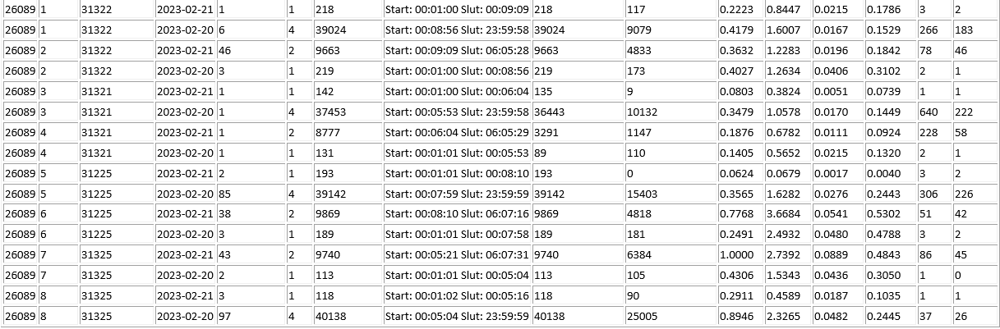 26089 1 31322 2023-02-21 1 1 218 Start: 00:01:00 Slut: 00:09:09 218 117 0.2223 0.8447 0.0215 0.1786 3 2
26089 1 31322 2023-02-20 6 4 39024 Start: 00:08:56 Slut: 23:59:58 39024 9079 0.4179 1.6007 0.0167 0.1529 266 183
26089 2 31322 2023-02-21 46 2 9663 Start: 00:09:09 Slut: 06:05:28 9663 4833 0.3632 1.2283 0.0196 0.1842 78 46
26089 2 31322 2023-02-20 3 1 219 Start: 00:01:00 Slut: 00:08:56 219 173 0.4027 1.2634 0.0406 0.3102 2 1
26089 3 31321 2023-02-21 1 1 142 Start: 00:01:00 Slut: 00:06:04 135 9 0.0803 0.3824 0.0051 0.0739 1 1
26089 3 31321 2023-02-20 1 4 37453 Start: 00:05:53 Slut: 23:59:58 36443 10132 0.3479 1.0578 0.0170 0.1449 640 222
26089 4 31321 2023-02-21 1 2 8777 Start: 00:06:04 Slut: 06:05:29 3291 1147 0.1876 0.6782 0.0111 0.0924 228 58
26089 4 31321 2023-02-20 1 1 131 Start: 00:01:01 Slut: 00:05:53 89 110 0.1405 0.5652 0.0215 0.1320 2 1
26089 5 31225 2023-02-21 2 1 193 Start: 00:01:01 Slut: 00:08:10 193 0 0.0624 0.0679 0.0017 0.0040 3 2
26089 5 31225 2023-02-20 85 4 39142 Start: 00:07:59 Slut: 23:59:59 39142 15403 0.3565 1.6282 0.0276 0.2443 306 226
26089 6 31225 2023-02-21 38 2 9869 Start: 00:08:10 Slut: 06:07:16 9869 4818 0.7768 3.6684 0.0541 0.5302 51 42
26089 6 31225 2023-02-20 3 1 189 Start: 00:01:01 Slut: 00:07:58 189 181 0.2491 2.4932 0.0480 0.4788 3 2
26089 7 31325 2023-02-21 43 2 9740 Start: 00:05:21 Slut: 06:07:31 9740 6384 1.0000 2.7392 0.0889 0.4843 86 45
26089 7 31325 2023-02-20 2 1 113 Start: 00:01:01 Slut: 00:05:04 113 105 0.4306 1.5343 0.0436 0.3050 1 0
26089 8 31325 2023-02-21 3 1 118 Start: 00:01:02 Slut: 00:05:16 118 90 0.2911 0.4589 0.0187 0.1035 1 1
26089 8 31325 2023-02-20 97 4 40138 Start: 00:05:04 Slut: 23:59:59 40138 25005 0.8946 2.3265 0.0482 0.2445 37 26